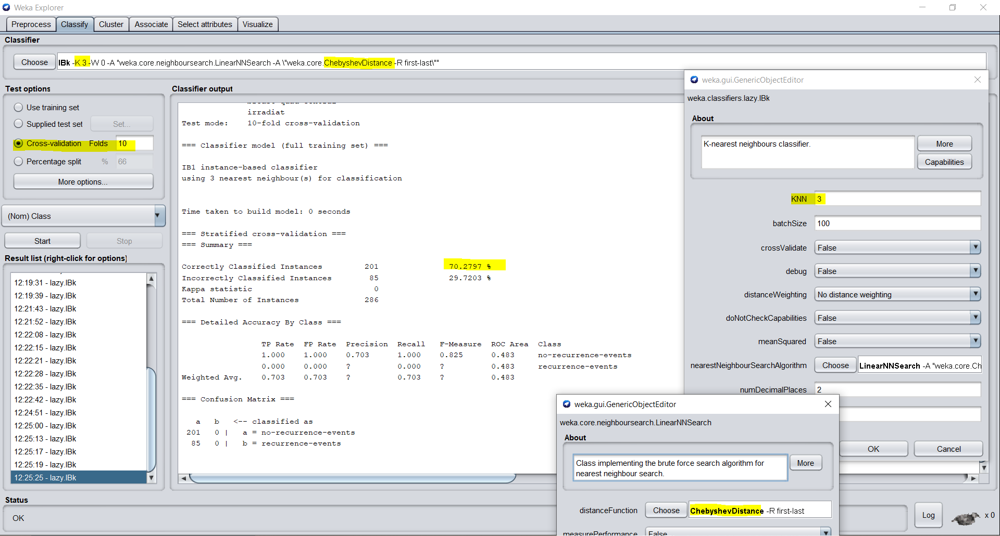 Weka Explorer
Preprocess Classify Cluster Associate Select attributes Visualize
Classifier
Choose IBk -K 3 -W 0 -A "weka.core.neighboursearch.LinearNNSearch -A \"weka.core.ChebyshevDistance -R first-last\""
Test options
Use training set
Supplied test set Set...
Cross-validation Folds 10
Percentage split % 66
More options...
(Nom) Class
Start Stop
Result list (right-click for options)
12:19:31 - lazy.IBk
12:19:39 - lazy.IBk
12:21:43 - lazy.IBk
12:21:52 - lazy.IBk
12:22:08 - lazy.IBk
12:22:15 - lazy.IBk
12:22:21 - lazy.IBk
12:22:28 - lazy.IBk
12:22:35 - lazy.IBk
12:22:42 - lazy.IBk
12:24:51 - lazy.IBk
12:25:00 - lazy.IBk
12:25:13 - lazy.IBk
12:25:17 - lazy.IBk
12:25:19 - lazy.IBk
12:25:25 - lazy.IBk
Classifier output
irradiat
Test mode: 10-fold cross-validation
=== Classifier model (full training set) ===
IB1 instance-based classifier
using 3 nearest neighbour(s) for classification
Time taken to build model: 0 seconds
=== Stratified cross-validation ===
=== Summary ===
Correctly Classified Instances 201 70.2797 %
Incorrectly Classified Instances 85 29.7203 %
Kappa statistic 0
Total Number of Instances 286
=== Detailed Accuracy By Class ===
TP Rate FP Rate Precision Recall F-Measure ROC Area Class
1.000 1.000 0.703 1.000 0.825 0.483 no-recurrence-events
0.000 0.000 ? 0.000 ? 0.483 recurrence-events
Weighted Avg. 0.703 0.703 ? 0.703 ? 0.483
=== Confusion Matrix ===
a b <-- classified as
201 0 | a = no-recurrence-events
85 0 | b = recurrence-events
weka.gui.GenericObjectEditor
weka.classifiers.lazy.IBk
About
K-nearest neighbours classifier.
More
Capabilities
KNN 3
batchSize 100
crossValidate False
debug False
distanceWeighting No distance weighting
doNotCheckCapabilities False
meanSquared False
nearestNeighbourSearchAlgorithm Choose LinearNNSearch -A "weka.core.Ch
numDecimalPlaces 2
OK Cancel
weka.gui.GenericObjectEditor
weka.core.neighboursearch.LinearNNSearch
About
Class implementing the brute force search algorithm for
nearest neighbour search.
More
distanceFunction Choose ChebyshevDistance -R first-last
measurePerformance False
Status
OK
Log x 0